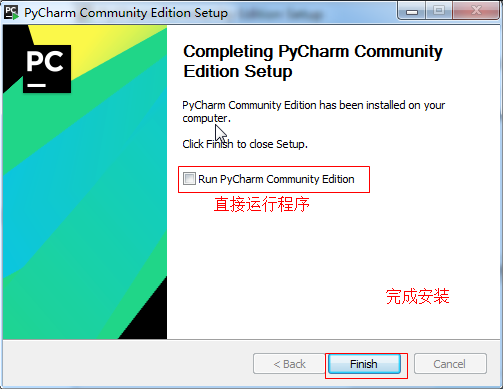 PyCharm Community Edition Setup
PC
Completing PyCharm Community
Edition Setup
PyCharm Community Edition has been installed on your
computer.
Click Finish to close Setup.
Run PyCharm Community Edition
直接运行程序
完成安装
< Back
Finish
Cancel